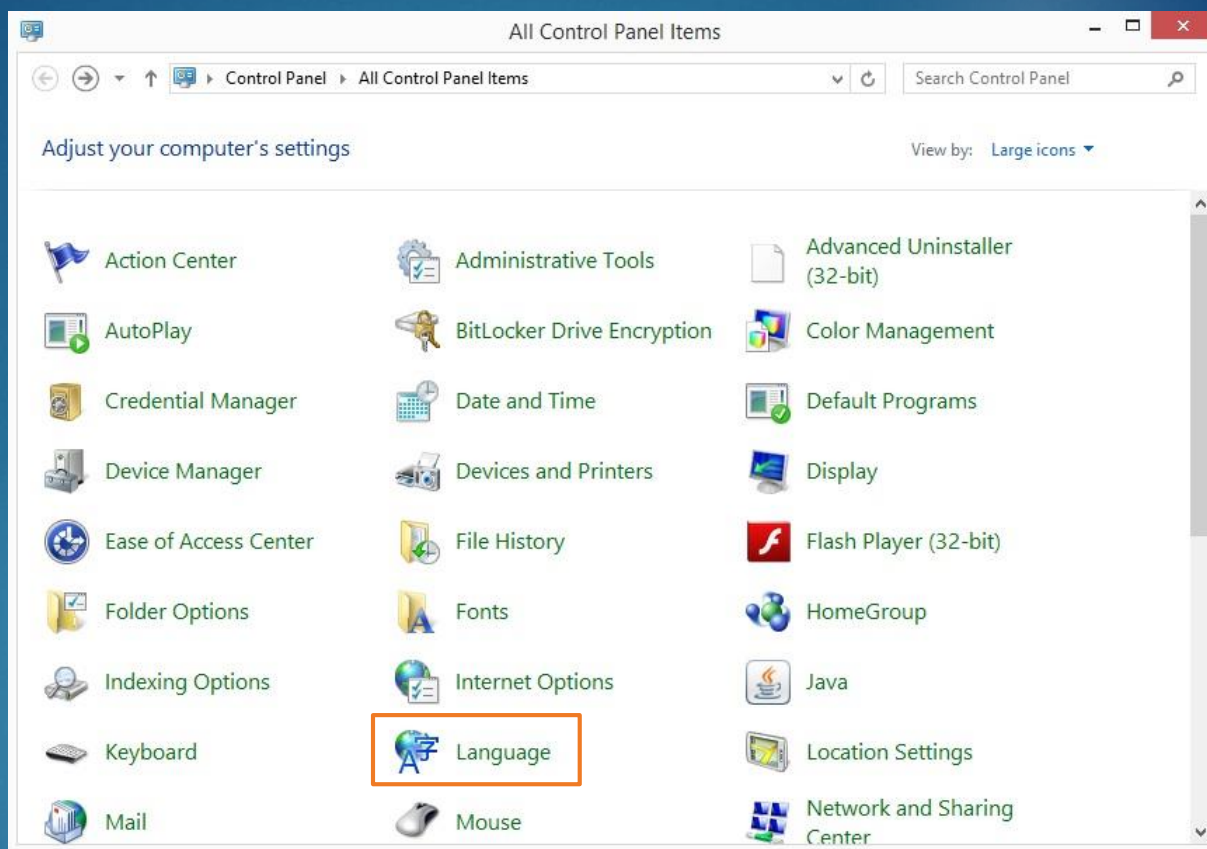 All Control Panel Items
Control Panel All Control Panel Items
Search Control Panel
Adjust your computer's settings
View by: Large icons
Action Center
Administrative Tools
Advanced Uninstaller
(32-bit)
AutoPlay
BitLocker Drive Encryption
Color Management
Credential Manager
Date and Time
Default Programs
Device Manager
Devices and Printers
Display
Ease of Access Center
File History
Flash Player (32-bit)
Folder Options
Fonts
HomeGroup
Indexing Options
Internet Options
Java
Keyboard
Language
Location Settings
Mail
Mouse
Network and Sharing
Center